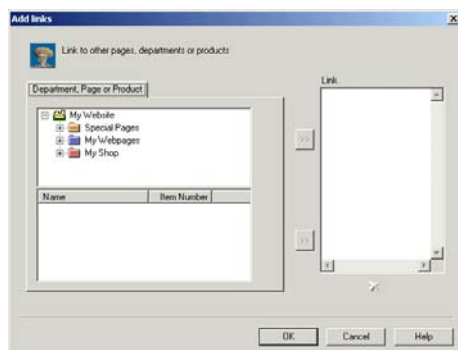 Add links
Link to other pages, departments or products
Link
Department, Page or Product
My Website
Special Pages
My Webpages
My Shop
>>
Name Item Number
>>
OK Cancel Help